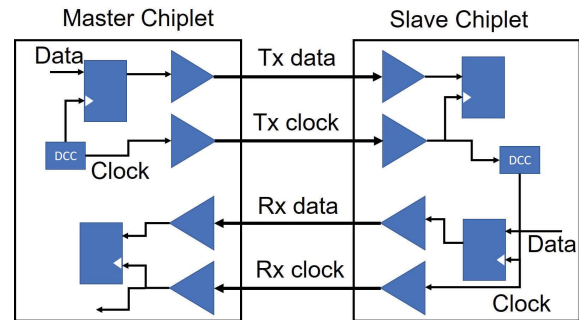 Master Chiplet
Slave Chiplet
Data
Tx data
Tx clock
DCC
Clock
DCC
Rx data
Data
Rx clock
Clock